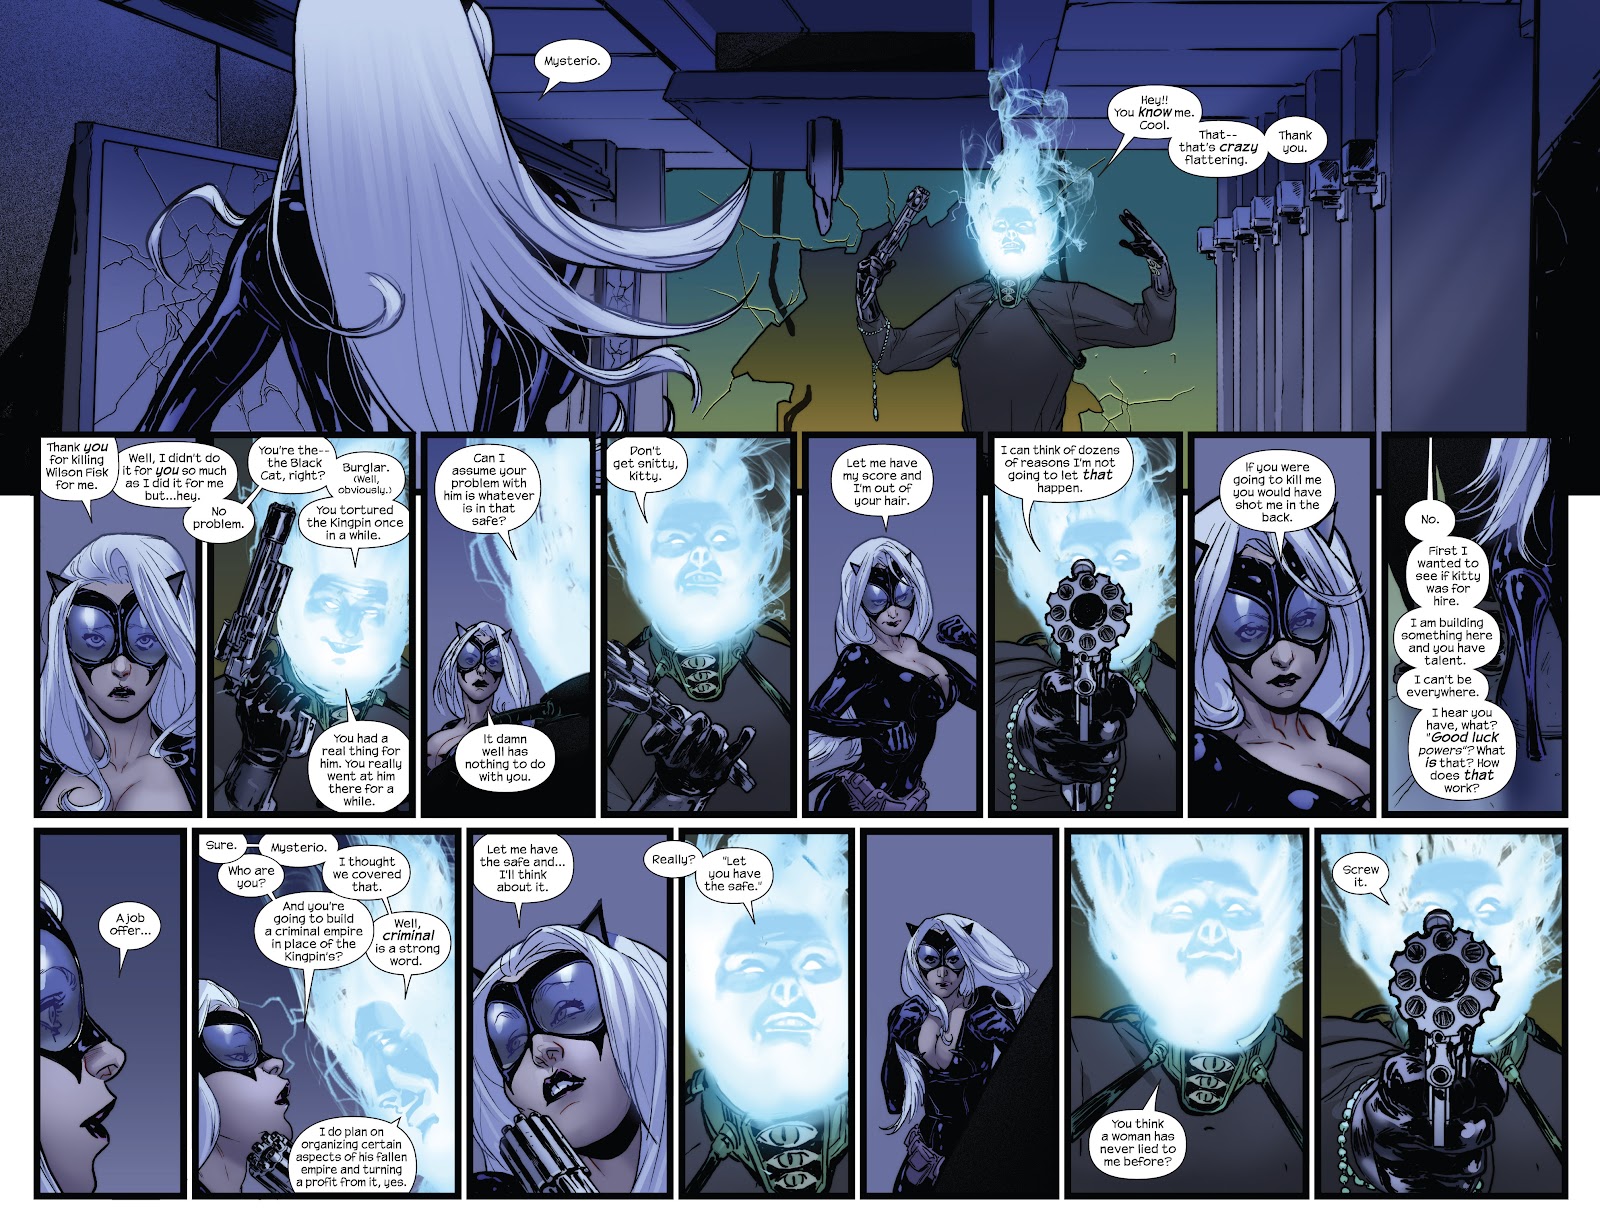 Mysterio.
Hey!!
You know me.
Cool.
That--
that's crazy
flattering.
Thank
you.
Thank you
for killing
Wilson Fisk
for me.
Well, I didn't do
it for you so much
as I did it for me
but...hey.
No
problem.
You're the--
the Black
Cat, right?
Burglar.
(Well,
obviously.)
You tortured
the Kingpin once
in a while.
You had a
real thing for
him. You really
went at him
there for a
while.
Can I
assume your
problem with
him is whatever
is in that
safe?
It damn
well has
nothing to do
with you.
Don't
get snitty,
kitty.
Let me have
my score and
I'm out of
your hair.
I can think of dozens
of reasons I'm not
going to let that
happen.
If you were
going to kill me
you would have
shot me in the
back.
No.
First I
wanted to
see if kitty
was for
hire.
I am building
something here
and you have
talent.
I can't be
everywhere.
I hear you
have, what?
"Good luck
powers"? What
is that? How
does that
work?
A job
offer...
Sure.
Mysterio.
Who are
you?
I thought
we covered
that.
And you're
going to build
a criminal empire
in place of the
Kingpin's?
Well,
criminal
is a strong
word.
I do plan on
organizing certain
aspects of his fallen
empire and turning
a profit from it, yes.
Let me have
the safe and...
I'll think
about it.
Really?
"Let
you have
the safe."
You think
a woman has
never lied to
me before?
Screw
it.